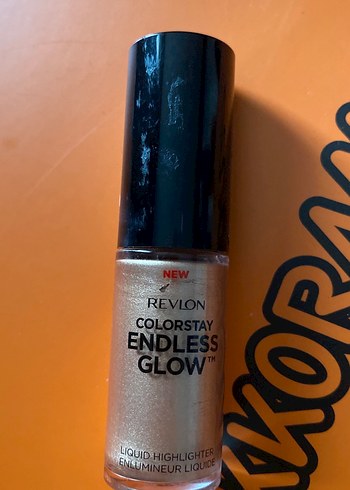 NEW
REVLON
COLORSTAY
ENDLESS
GLOW™
LIQUID HIGHLIGHTER
ENLUMINEUR LIQUIDE